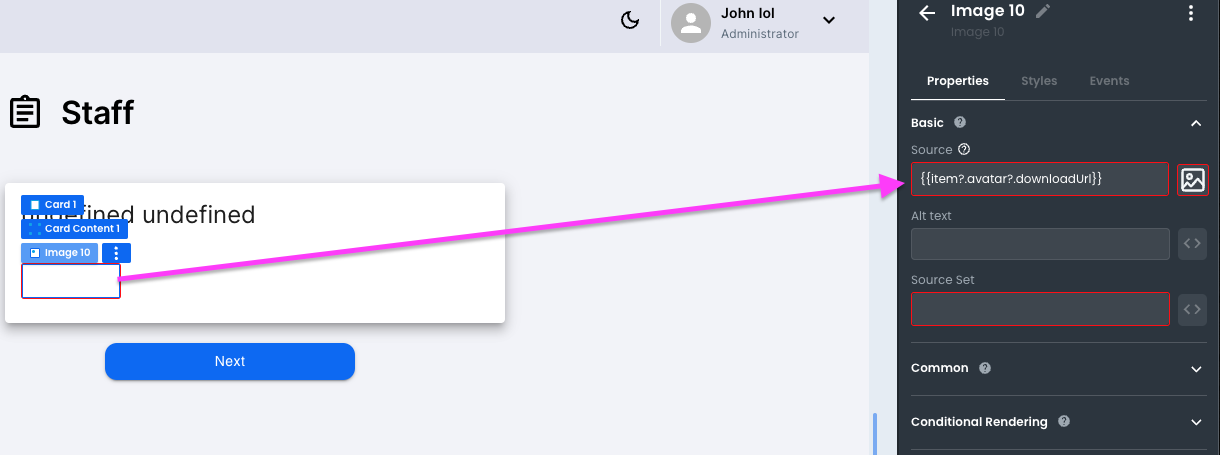 John lol
Administrator
Staff
Card 1
undefined undefined
Card Content 1
Image 10
Next
Image 10
Image 10
Properties Styles Events
Basic
Source
{{item?.avatar?.downloadUrl}}
Alt text
Source Set
Common
Conditional Rendering